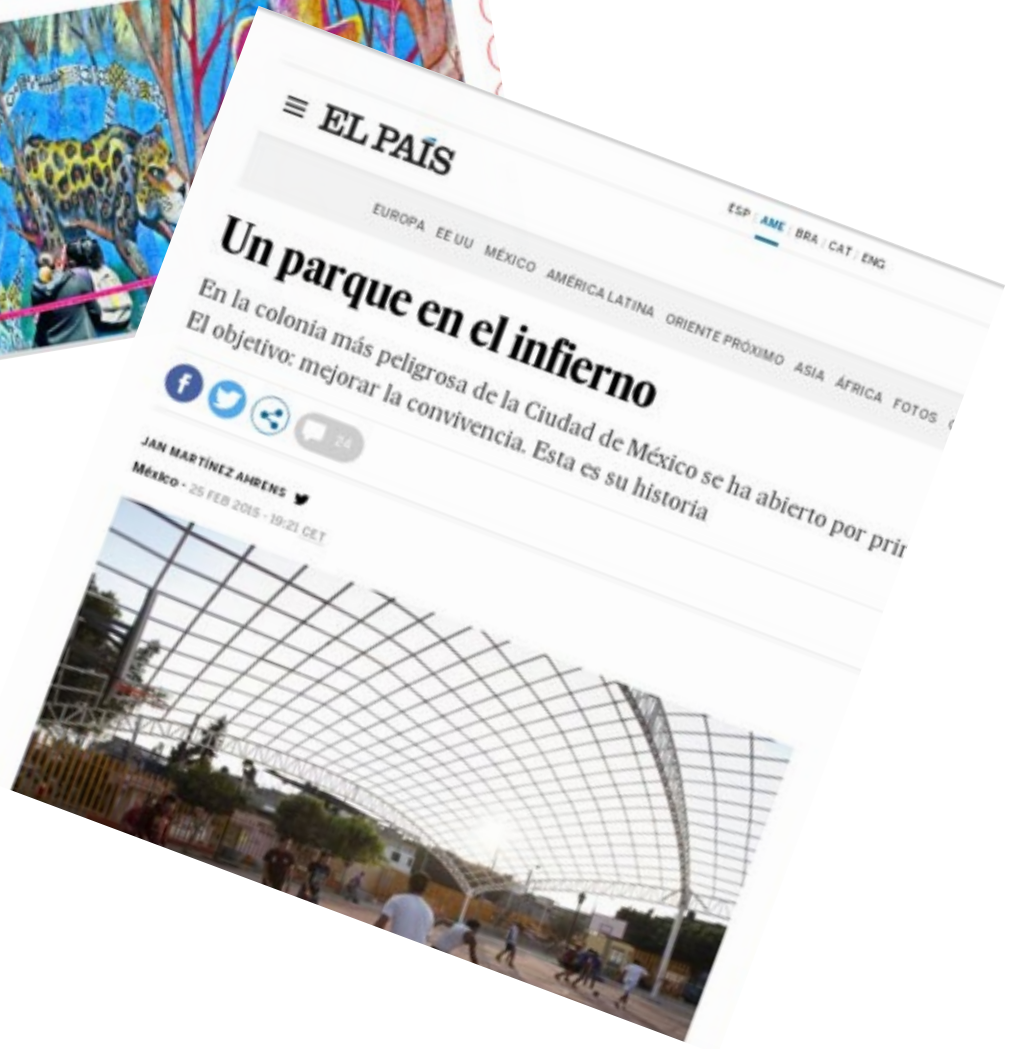 EL PAÍS
ESP AME BRA CAT ENG
EUROPA EE UU MÉXICO AMÉRICA LATINA ORIENTE PRÓXIMO ASIA ÁFRICA FOTOS
Un parque en el infierno
En la colonia más peligrosa de la Ciudad de México se ha abierto por prin
El objetivo: mejorar la convivencia. Esta es su historia
24
JAN MARTÍNEZ AHRENS
México - 25 FEB 2015 - 19:21 CET